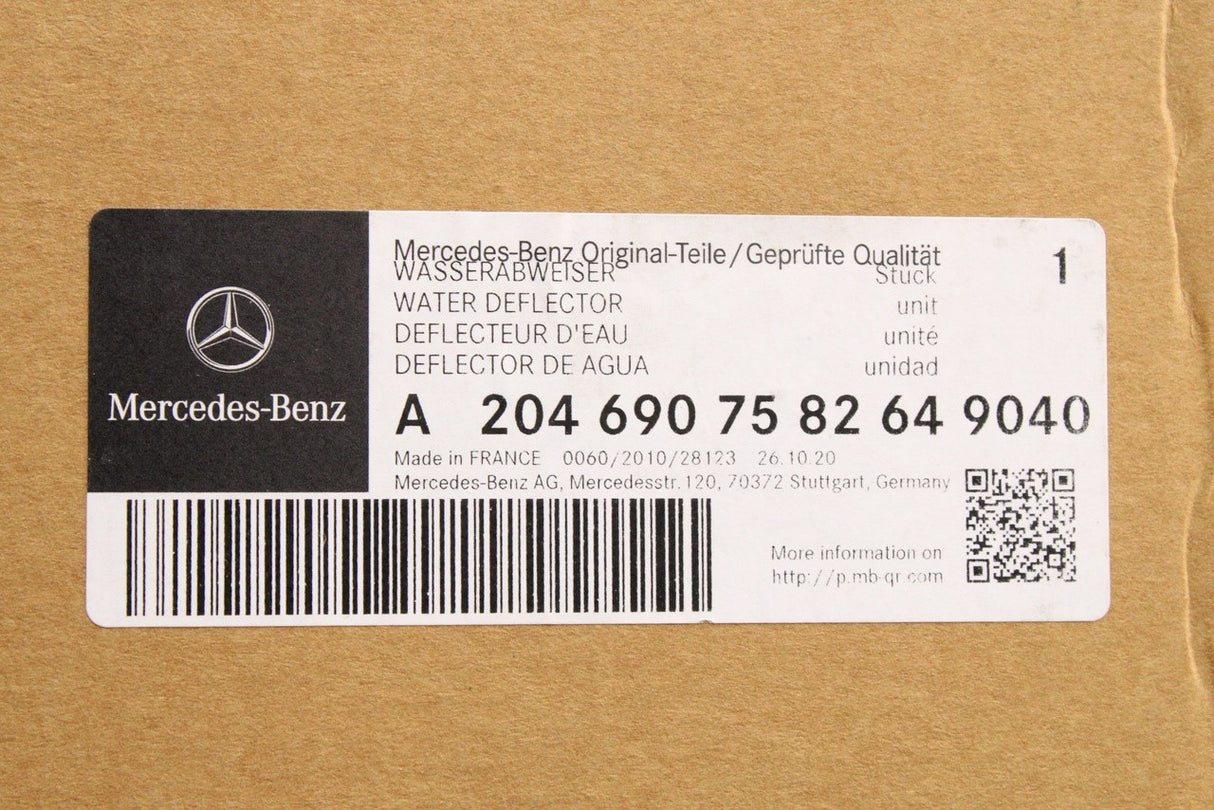 Mercedes-Benz
Mercedes-Benz Original-Teile/Geprüfte Qualität 1
WASSERABWEISER Stück
WATER DEFLECTOR unit
DEFLECTEUR D'EAU unité
DEFLECTOR DE AGUA unidad
A 204 690 75 82 64 9040
Made in FRANCE 0060/2010/28123 26.10.20
Mercedes-Benz AG, Mercedesstr.120, 70372 Stuttgart, Germany
More information on
http://p.mb-qr.com